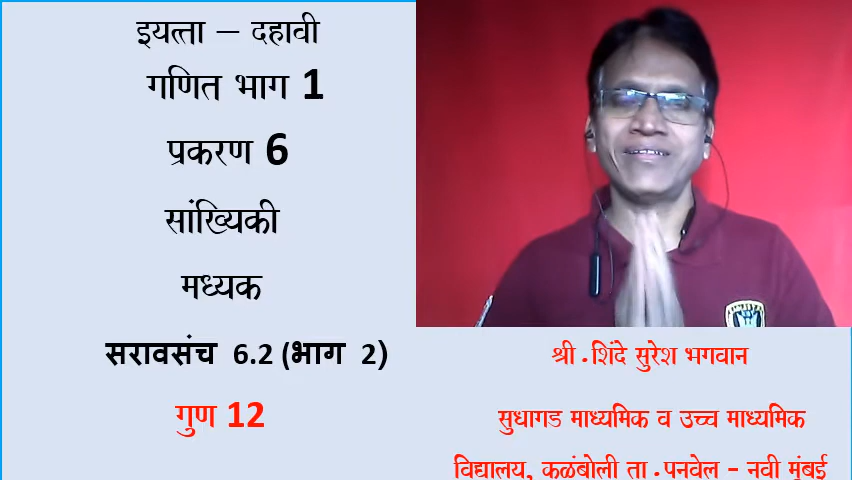 इयत्ता – दहावी
गणित भाग 1
प्रकरण 6
सांख्यिकी
मध्यक
सरावसंच 6.2 (भाग 2)
गुण 12
श्री .शिंदे सुरेश भगवान
सुधागड माध्यमिक व उच्च माध्यमिक
विद्यालय, कळंबोली ता .पनवेल - नवी मुंबई